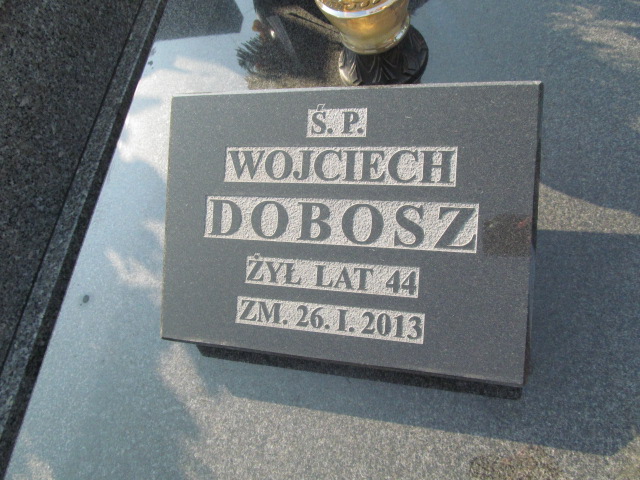 Ś. P.
WOJCIECH
DOBOSZ
ŻYŁ LAT 44
ZM. 26. I. 2013